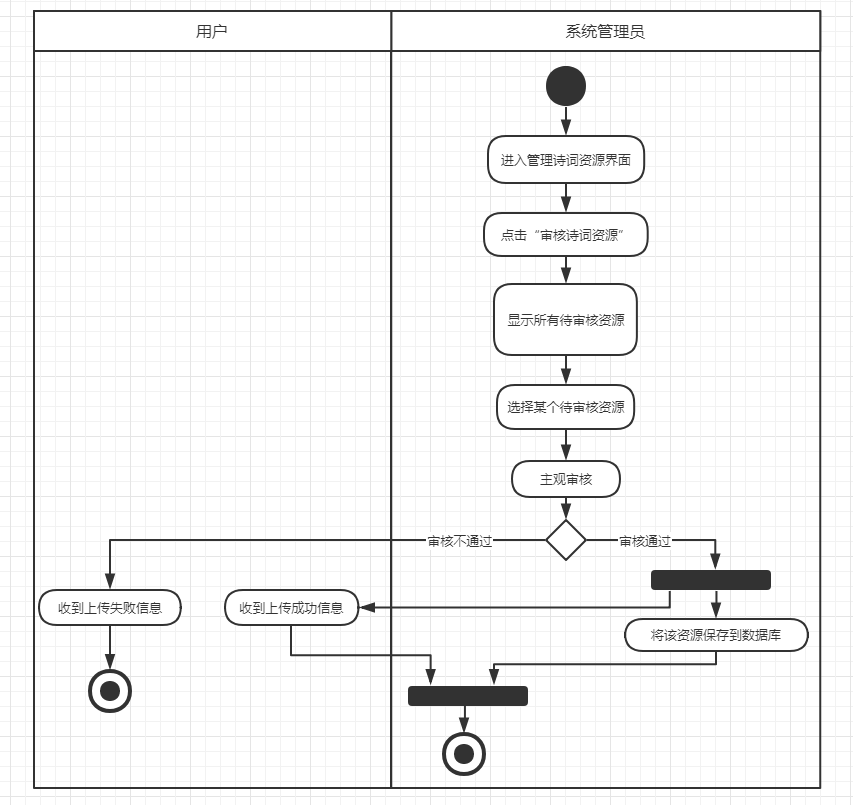 用户
系统管理员
进入管理诗词资源界面
点击“审核诗词资源”
显示所有待审核资源
选择某个待审核资源
主观审核
审核不通过
审核通过
收到上传失败信息
收到上传成功信息
将该资源保存到数据库